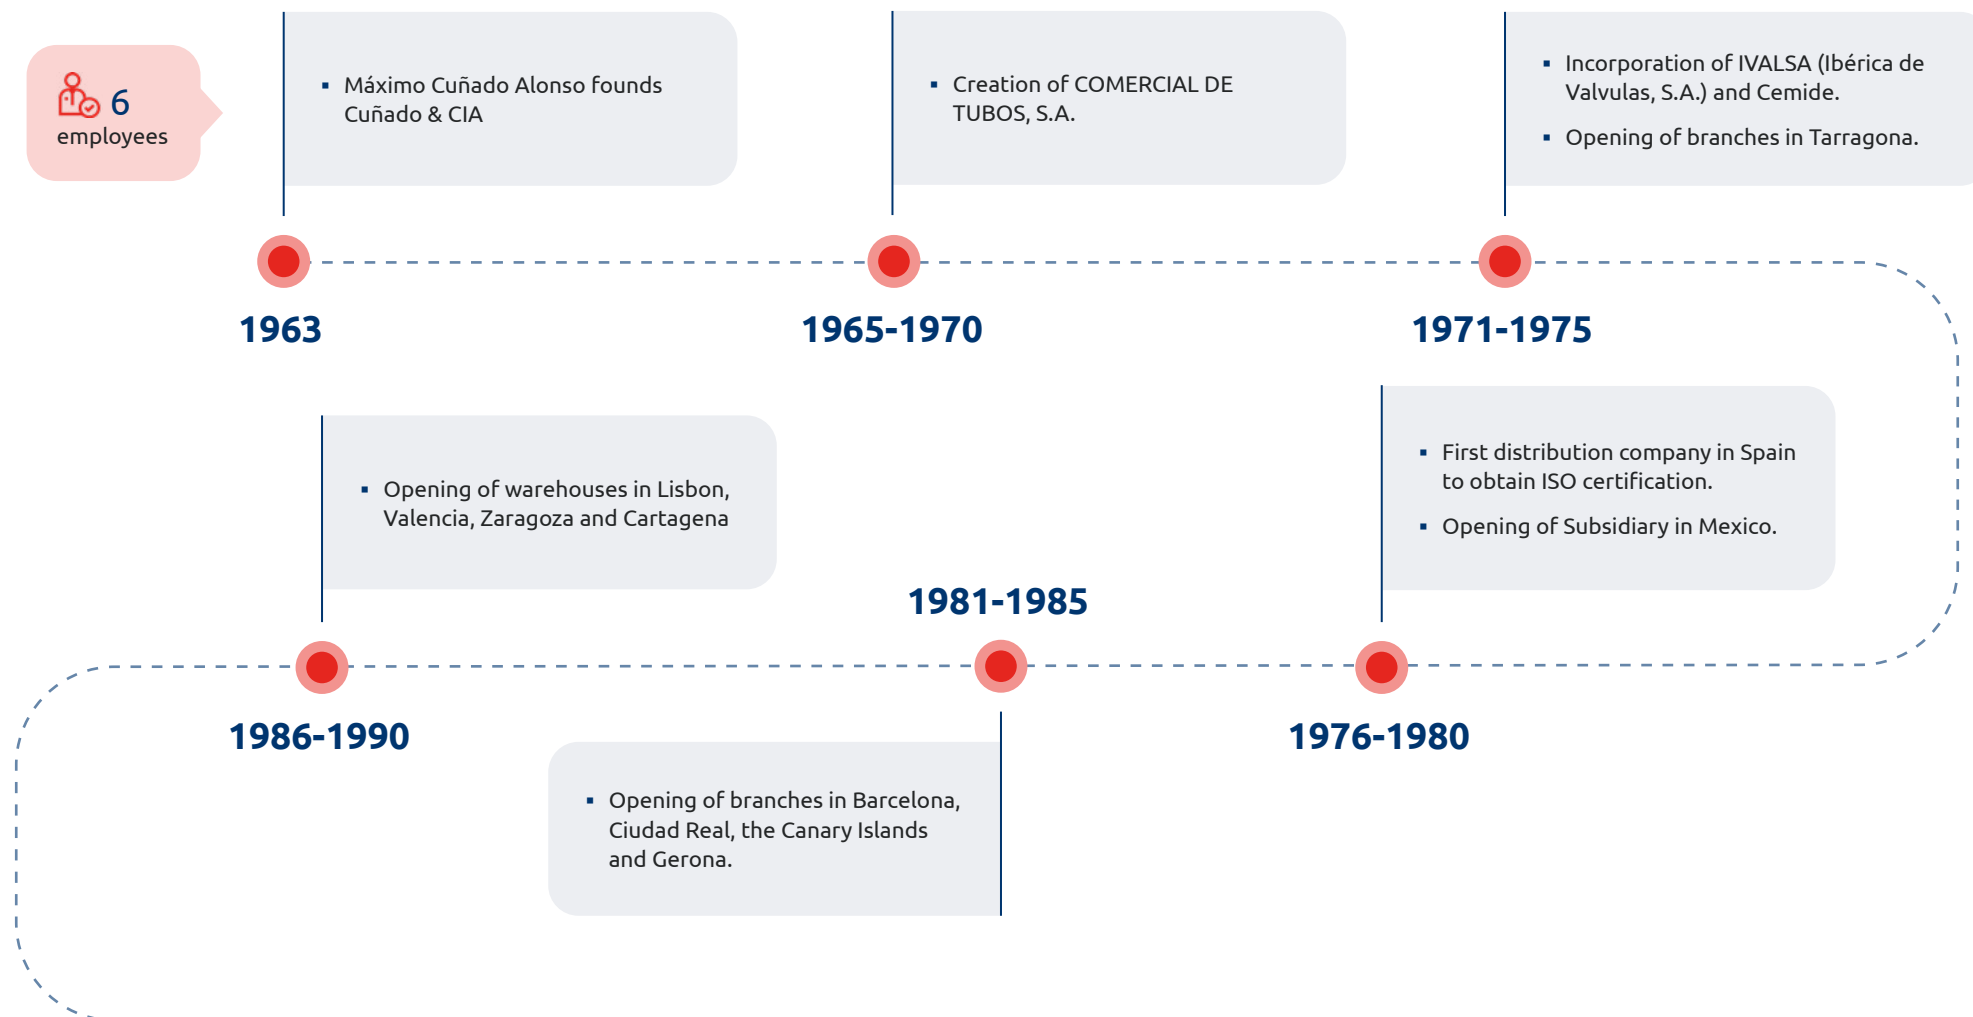 6
employees
▪ Máximo Cuñado Alonso founds
Cuñado & CIA
1963
▪ Creation of COMERCIAL DE
TUBOS, S.A.
1965-1970
▪ Incorporation of IVALSA (Ibérica de
Valvulas, S.A.) and Cemide.
▪ Opening of branches in Tarragona.
1971-1975
▪ First distribution company in Spain
to obtain ISO certification.
▪ Opening of Subsidiary in Mexico.
1976-1980
1981-1985
▪ Opening of branches in Barcelona,
Ciudad Real, the Canary Islands
and Gerona.
▪ Opening of warehouses in Lisbon,
Valencia, Zaragoza and Cartagena
1986-1990